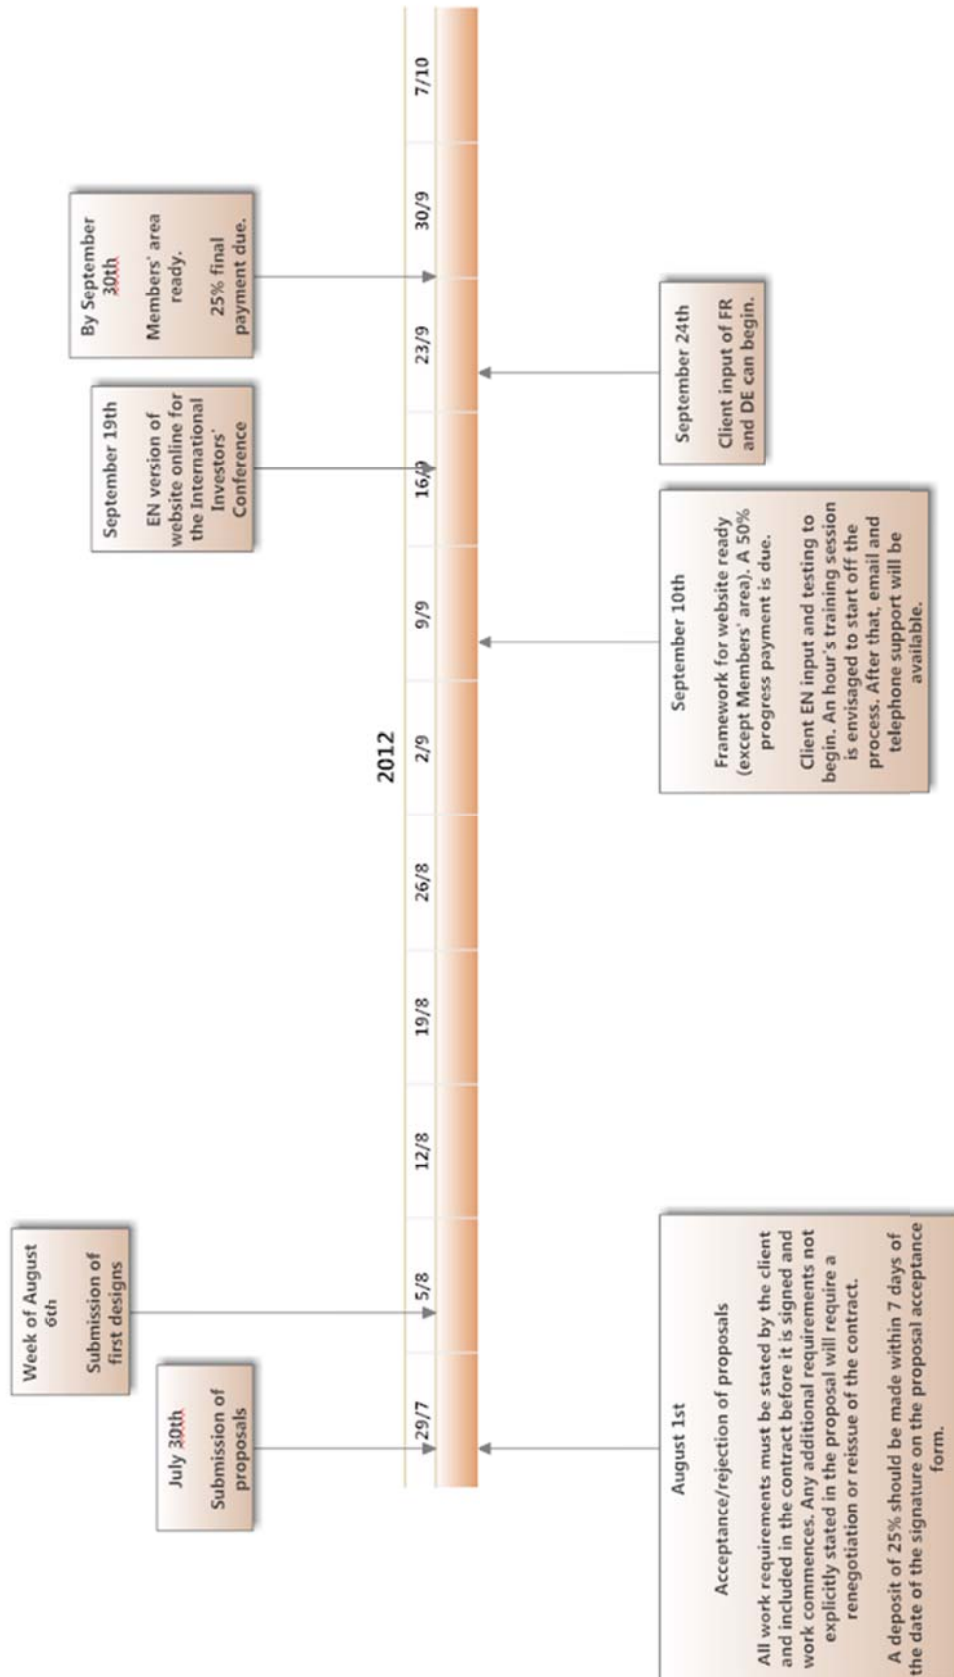 Week of August
6th
Submission of
first designs
July 30th
Submission of
proposals
September 19th
EN version of
website online for
the International
Investors'
Conference
By September
30th
Members' area
ready.
25% final
payment due.
2012
29/7
5/8
12/8
19/8
26/8
2/9
9/9
16/9
23/9
30/9
7/10
August 1st
Acceptance/rejection of proposals
All work requirements must be stated by the client
and included in the contract before it is signed and
work commences. Any additional requirements not
explicitly stated in the proposal will require a
renegotiation or reissue of the contract.
A deposit of 25% should be made within 7 days of
the date of the signature on the proposal acceptance
form.
September 10th
Framework for website ready
(except Members' area). A 50%
progress payment is due.
Client EN input and testing to
begin. An hour's training session
is envisaged to start off the
process. After that, email and
telephone support will be
available.
September 24th
Client input of FR
and DE can begin.